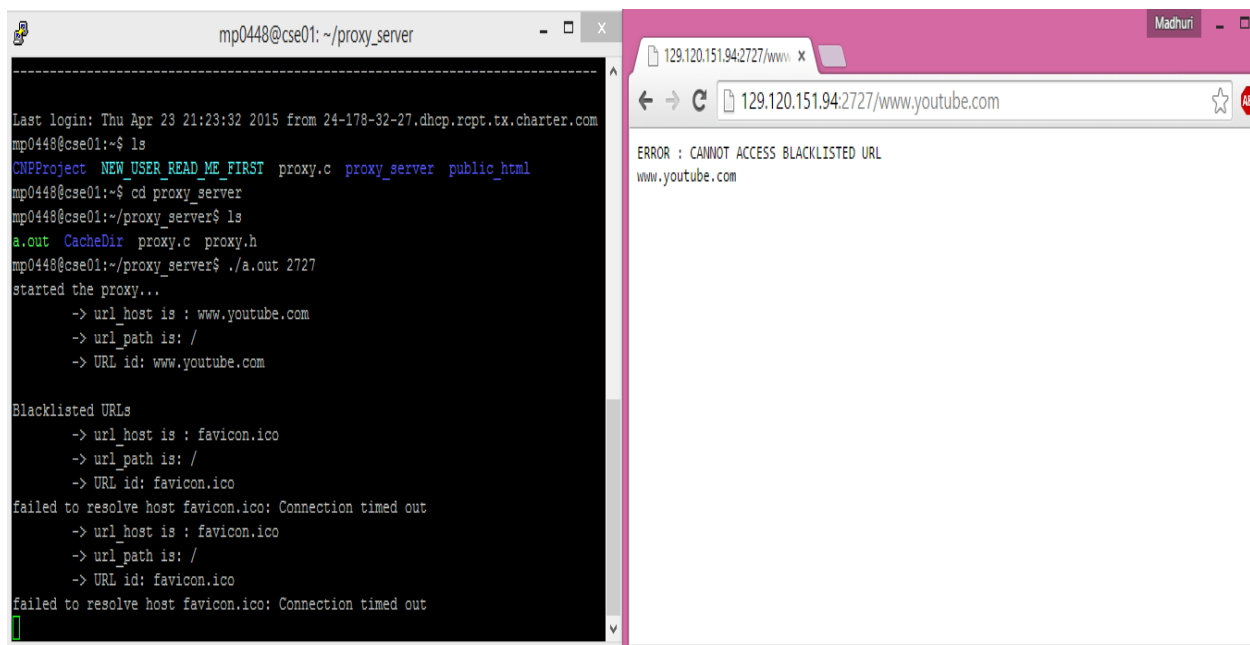 mp0448@cse01: ~/proxy_server
--------------------------------------------------------------------------------
Last login: Thu Apr 23 21:23:32 2015 from 24-178-32-27.dhcp.rcpt.tx.charter.com
mp0448@cse01:~$ ls
CNPProject NEW_USER_READ_ME_FIRST proxy.c proxy_server public_html
mp0448@cse01:~$ cd proxy_server
mp0448@cse01:~/proxy_server$ ls
a.out CacheDir proxy.c proxy.h
mp0448@cse01:~/proxy_server$ ./a.out 2727
started the proxy...
-> url_host is : www.youtube.com
-> url_path is: /
-> URL id: www.youtube.com
Blacklisted URLs
-> url_host is : favicon.ico
-> url_path is: /
-> URL id: favicon.ico
failed to resolve host favicon.ico: Connection timed out
-> url_host is : favicon.ico
-> url_path is: /
-> URL id: favicon.ico
failed to resolve host favicon.ico: Connection timed out
Madhuri
129.120.151.94:2727/www
129.120.151.94:2727/www.youtube.com
ERROR : CANNOT ACCESS BLACKLISTED URL
www.youtube.com